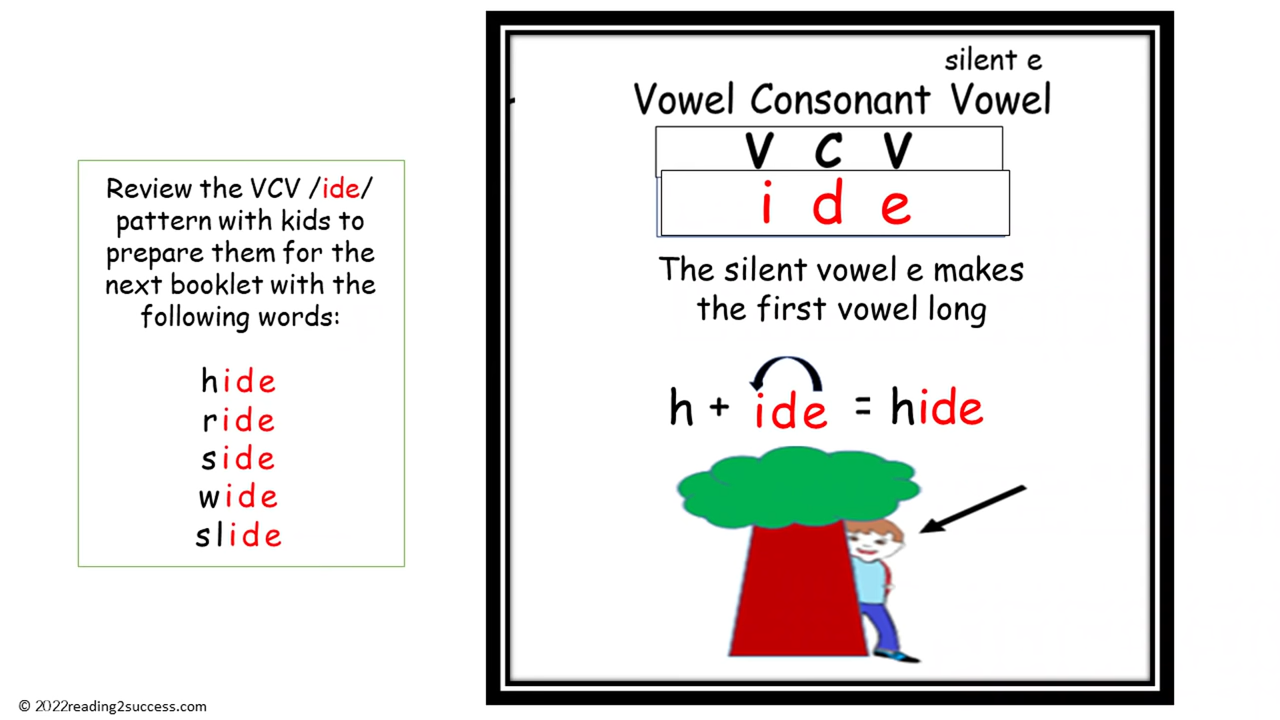 Review the VCV /ide/
pattern with kids to
prepare them for the
next booklet with the
following words:
hide
ride
side
wide
slide
silent e
Vowel Consonant Vowel
V C V
i d e
The silent vowel e makes
the first vowel long
h + ide = hide
© 2022reading2success.com